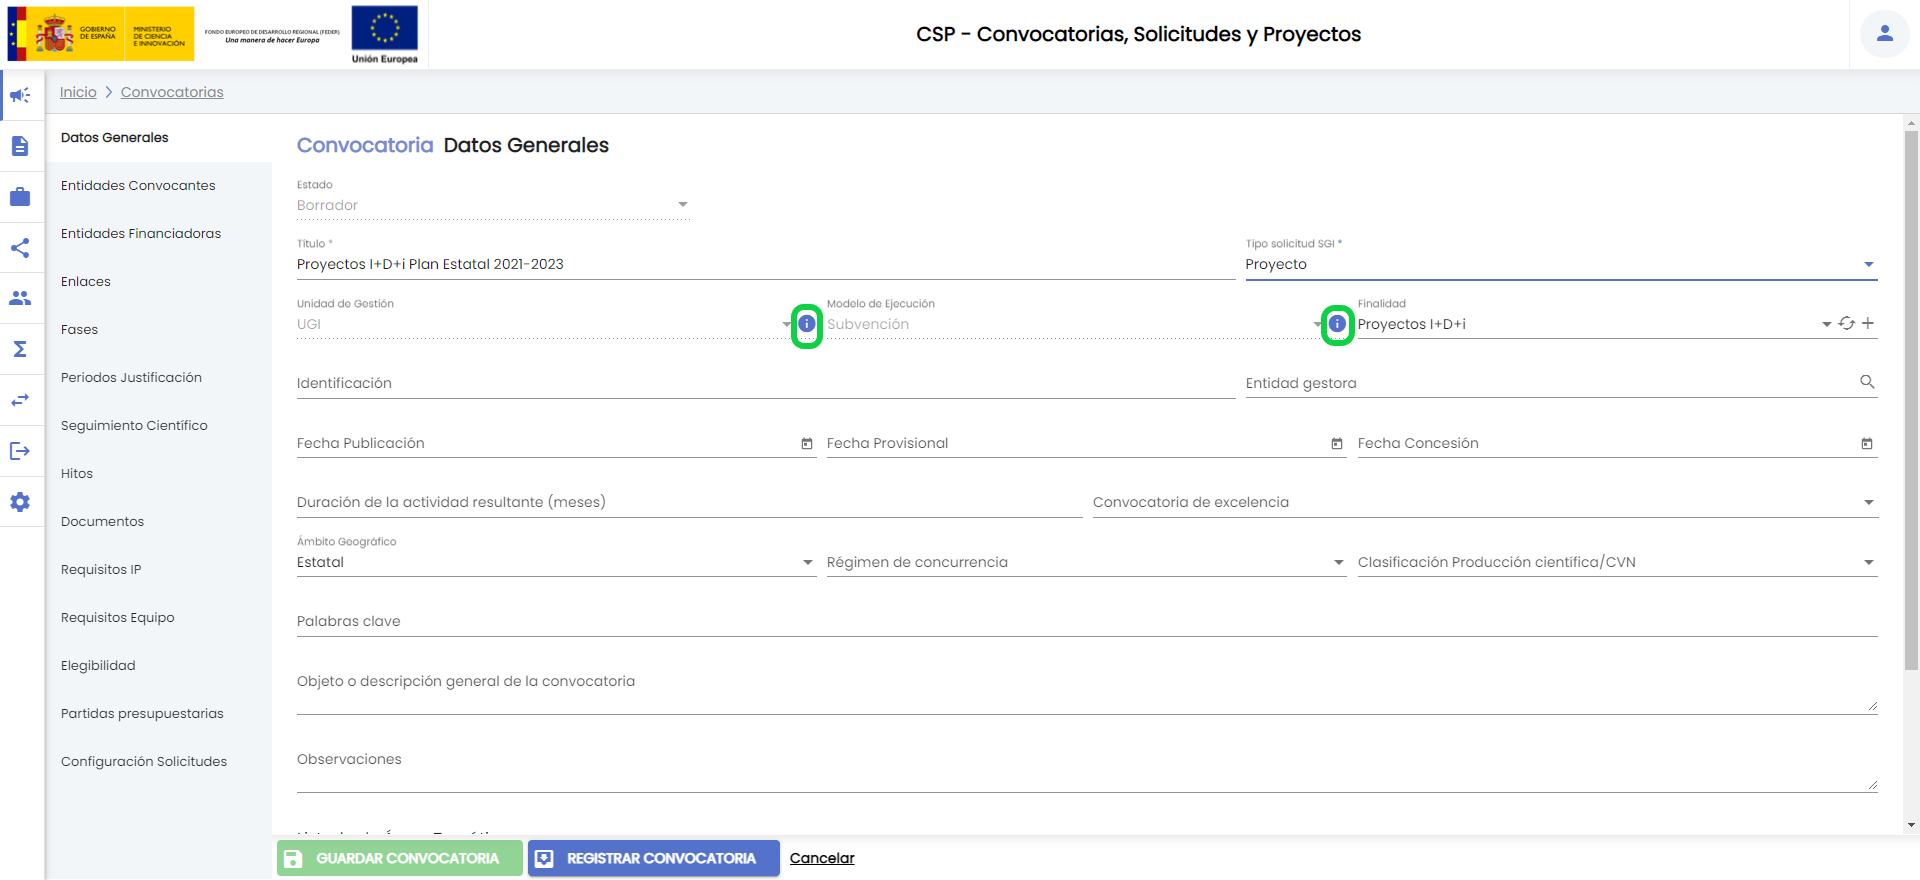 GOBIERNO
DE ESPAÑA
MINISTERIO
DE CIENCIA
E INNOVACIÓN
FONDO EUROPEO DE DESARROLLO REGIONAL (FEDER)
Una manera de hacer Europa
Unión Europea
CSP - Convocatorias, Solicitudes y Proyectos
Inicio > Convocatorias
Datos Generales
Entidades Convocantes
Entidades Financiadoras
Enlaces
Fases
Periodos Justificación
Seguimiento Científico
Hitos
Documentos
Requisitos IP
Requisitos Equipo
Elegibilidad
Partidas presupuestarias
Configuración Solicitudes
Convocatoria Datos Generales
Estado
Borrador
Título * Tipo solicitud SGI *
Proyectos I+D+i Plan Estatal 2021-2023 Proyecto
Unidad de Gestión Modelo de Ejecución Finalidad
UGI Subvención Proyectos I+D+i
Identificación Entidad gestora
Fecha Publicación Fecha Provisional Fecha Concesión
Duración de la actividad resultante (meses) Convocatoria de excelencia
Ámbito Geográfico
Estatal Régimen de concurrencia Clasificación Producción científica/CVN
Palabras clave
Objeto o descripción general de la convocatoria
Observaciones
GUARDAR CONVOCATORIA REGISTRAR CONVOCATORIA Cancelar